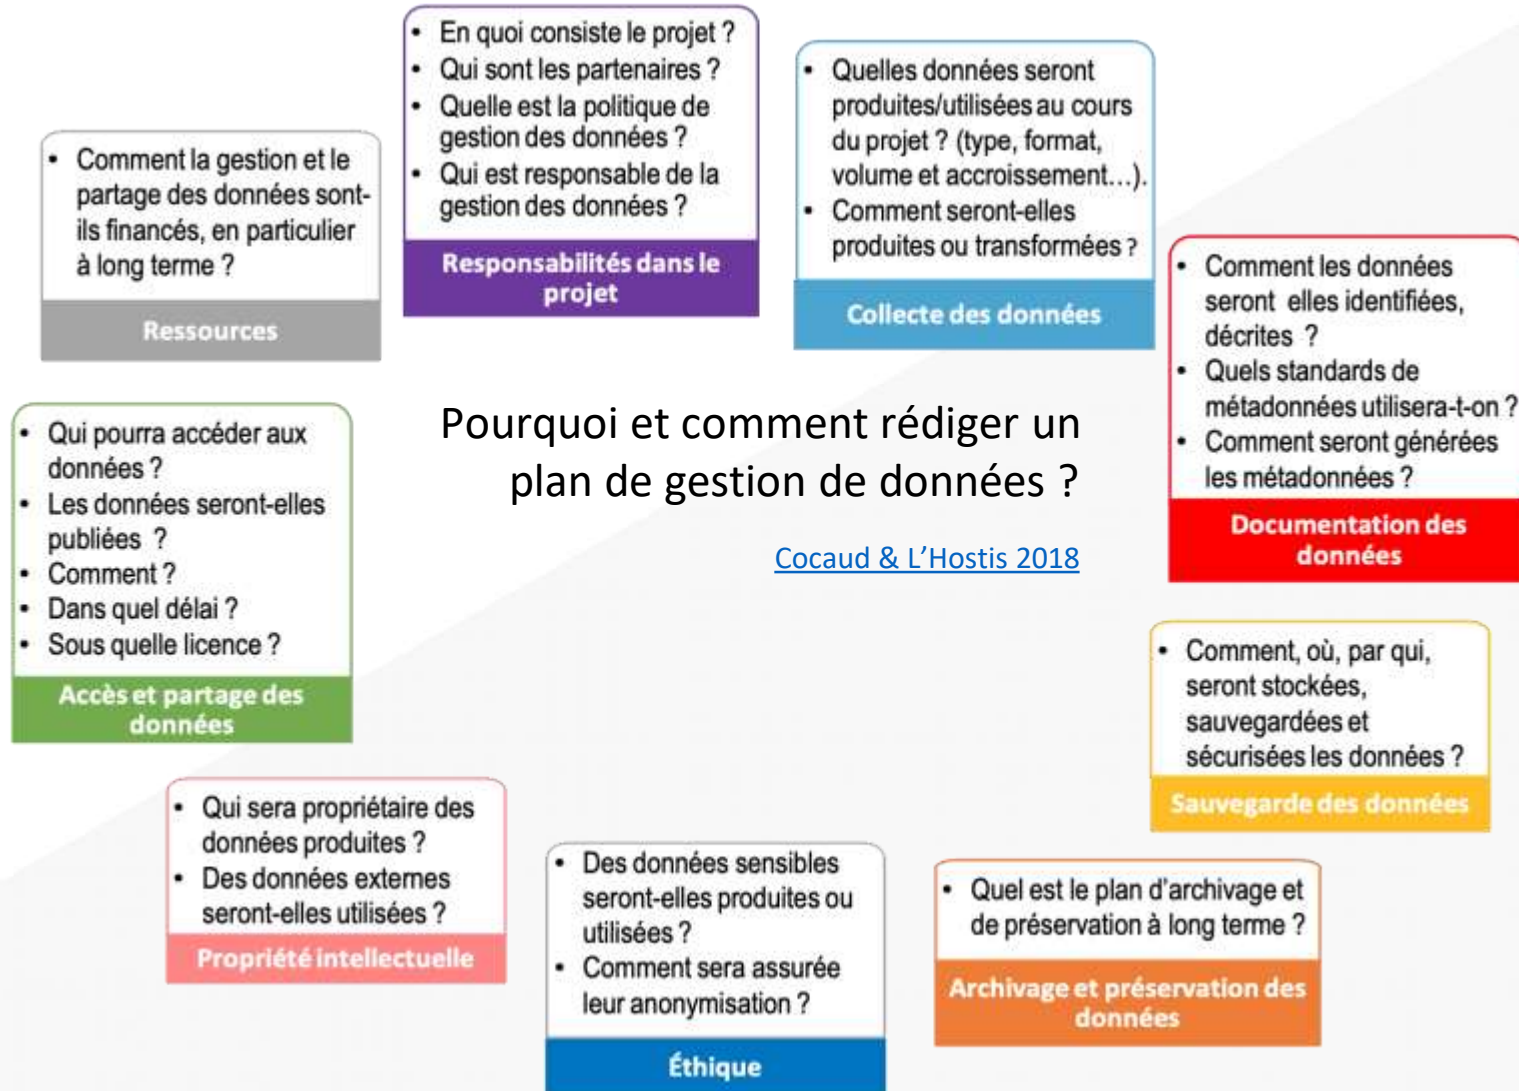 • En quoi consiste le projet ?
• Qui sont les partenaires ?
• Quelle est la politique de
gestion des données ?
• Qui est responsable de la
gestion des données ?
Responsabilités dans le
projet
• Quelles données seront
produites/utilisées au cours
du projet ? (type, format,
volume et accroissement…).
• Comment seront-elles
produites ou transformées ?
Collecte des données
• Comment les données
seront elles identifiées,
décrites ?
• Quels standards de
métadonnées utilisera-t-on ?
• Comment seront générées
les métadonnées ?
Documentation des
données
• Comment, où, par qui,
seront stockées,
sauvegardées et
sécurisées les données ?
Sauvegarde des données
• Quel est le plan d'archivage et
de préservation à long terme ?
Archivage et préservation des
données
• Des données sensibles
seront-elles produites ou
utilisées ?
• Comment sera assurée
leur anonymisation ?
Éthique
• Qui sera propriétaire des
données produites ?
• Des données externes
seront-elles utilisées ?
Propriété intellectuelle
• Qui pourra accéder aux
données ?
• Les données seront-elles
publiées ?
• Comment ?
• Dans quel délai ?
• Sous quelle licence ?
Accès et partage des
données
• Comment la gestion et le
partage des données sont-
ils financés, en particulier
à long terme ?
Ressources
Pourquoi et comment rédiger un
plan de gestion de données ?
Cocaud & L'Hostis 2018